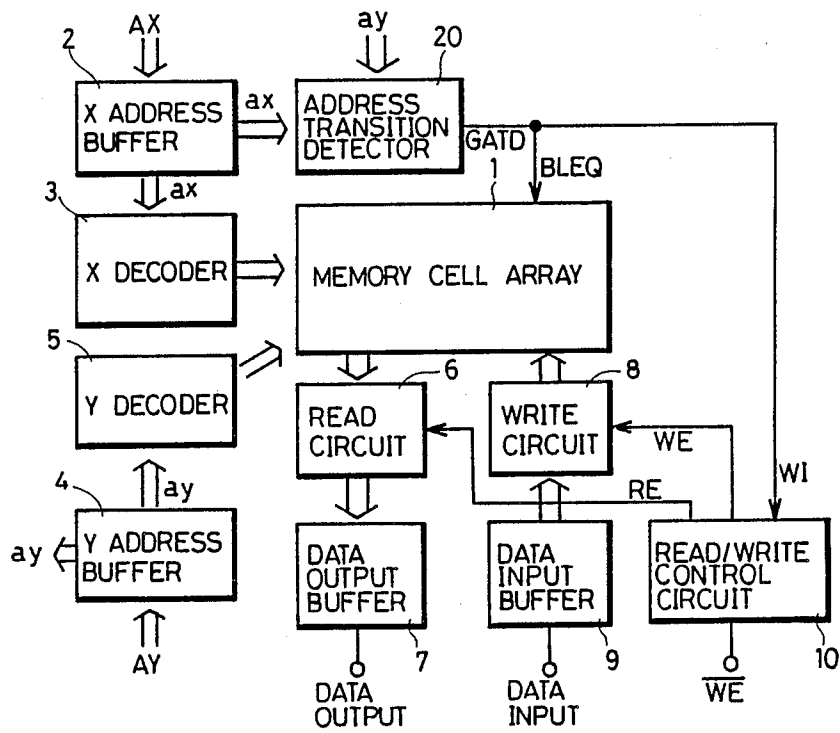 AX
ay
2
20
X ADDRESS
BUFFER
ax
ADDRESS
TRANSITION
DETECTOR
GATD
ax
1
BLEQ
3
X DECODER
MEMORY CELL ARRAY
5
Y DECODER
6
8
READ
CIRCUIT
WRITE
CIRCUIT
WE
WI
ay
RE
4
ay
Y ADDRESS
BUFFER
DATA
OUTPUT
BUFFER
DATA
INPUT
BUFFER
READ/WRITE
CONTROL
CIRCUIT
AY
7
9
10
DATA
OUTPUT
DATA
INPUT
W̅E̅